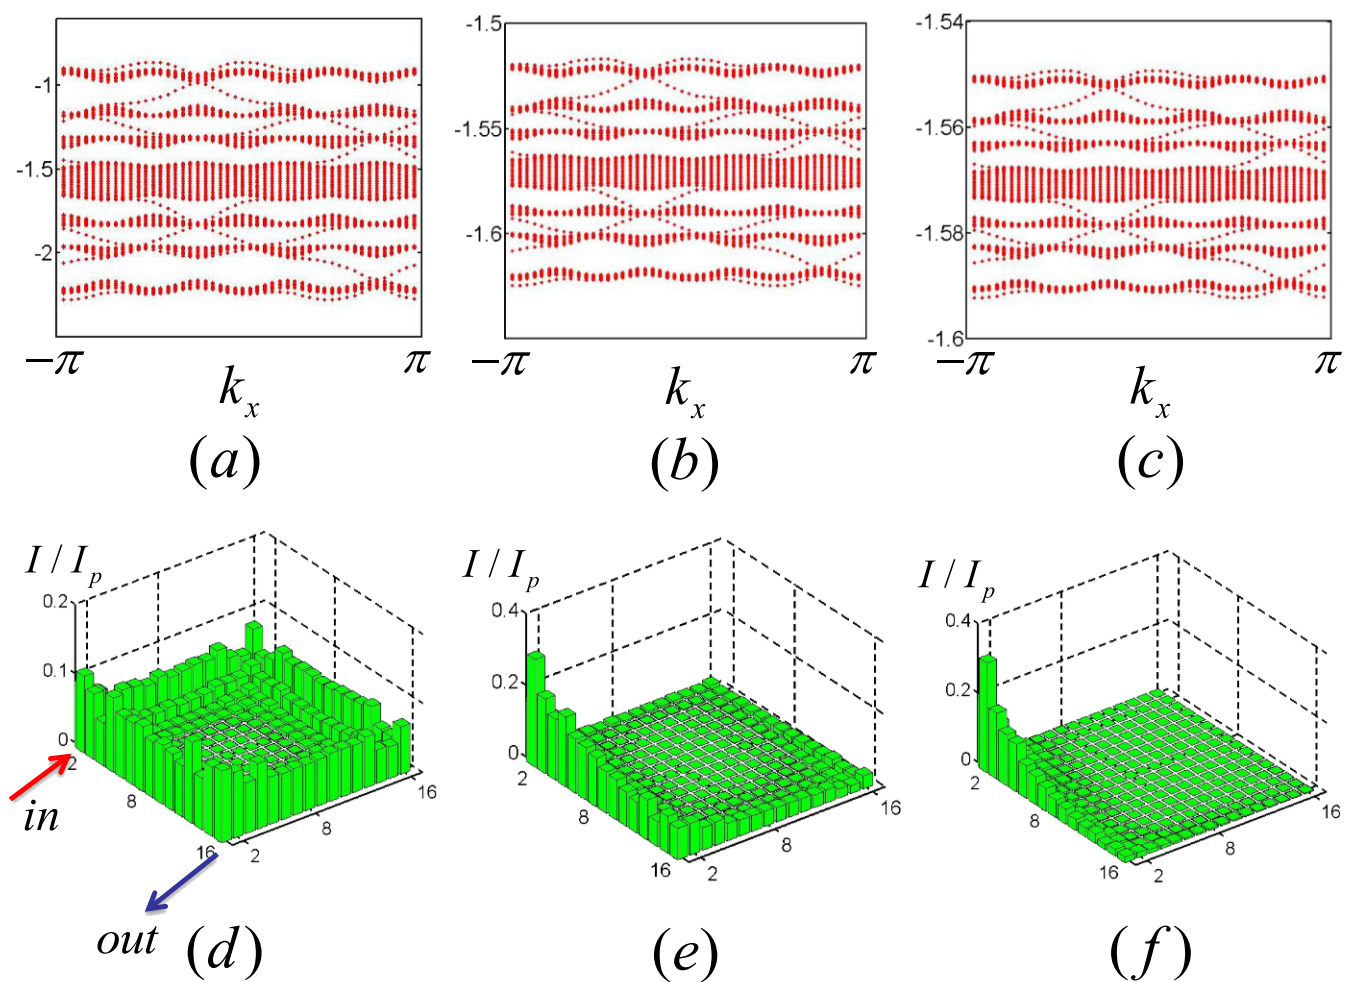 -1
-1.5
-2
−π
π
k_x
(a)
-1.5
-1.55
-1.6
−π
π
k_x
(b)
-1.54
-1.56
-1.58
-1.6
−π
π
k_x
(c)
I / I_p
0.2
0.1
0
2
8
16
2
8
16
in
out
(d)
I / I_p
0.4
0.2
0
2
8
16
2
8
16
(e)
I / I_p
0.4
0.2
0
2
8
16
2
8
16
(f)